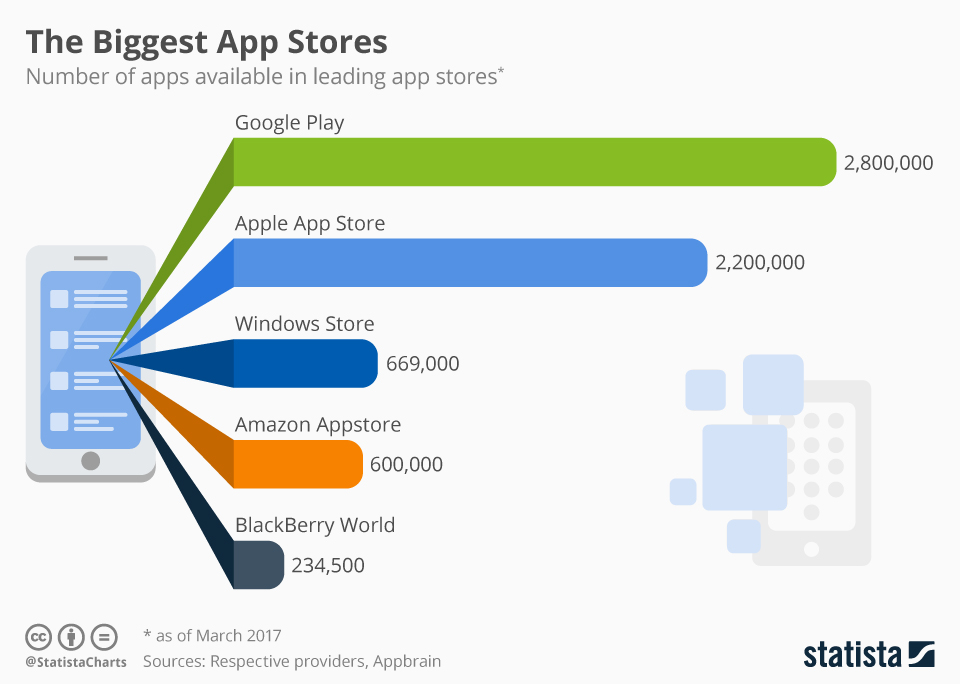 The Biggest App Stores
Number of apps available in leading app stores*
Google Play
2,800,000
Apple App Store
2,200,000
Windows Store
669,000
Amazon Appstore
600,000
BlackBerry World
234,500
cc
@StatistaCharts
* as of March 2017
Sources: Respective providers, Appbrain
statista